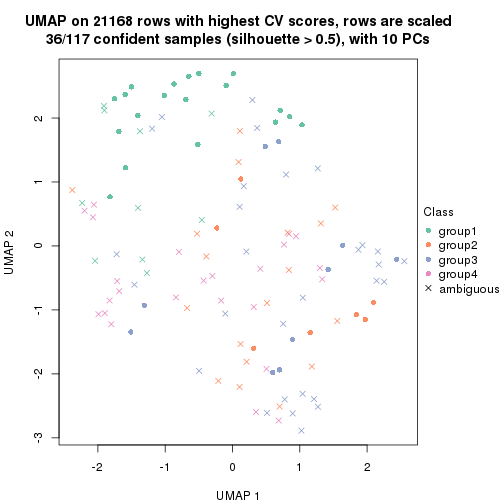 UMAP on 21168 rows with highest CV scores, rows are scaled
36/117 confident samples (silhouette > 0.5), with 10 PCs
UMAP 2
2
1
0
-1
-2
-3
-2
-1
0
1
2
UMAP 1
Class
group1
group2
group3
group4
ambiguous